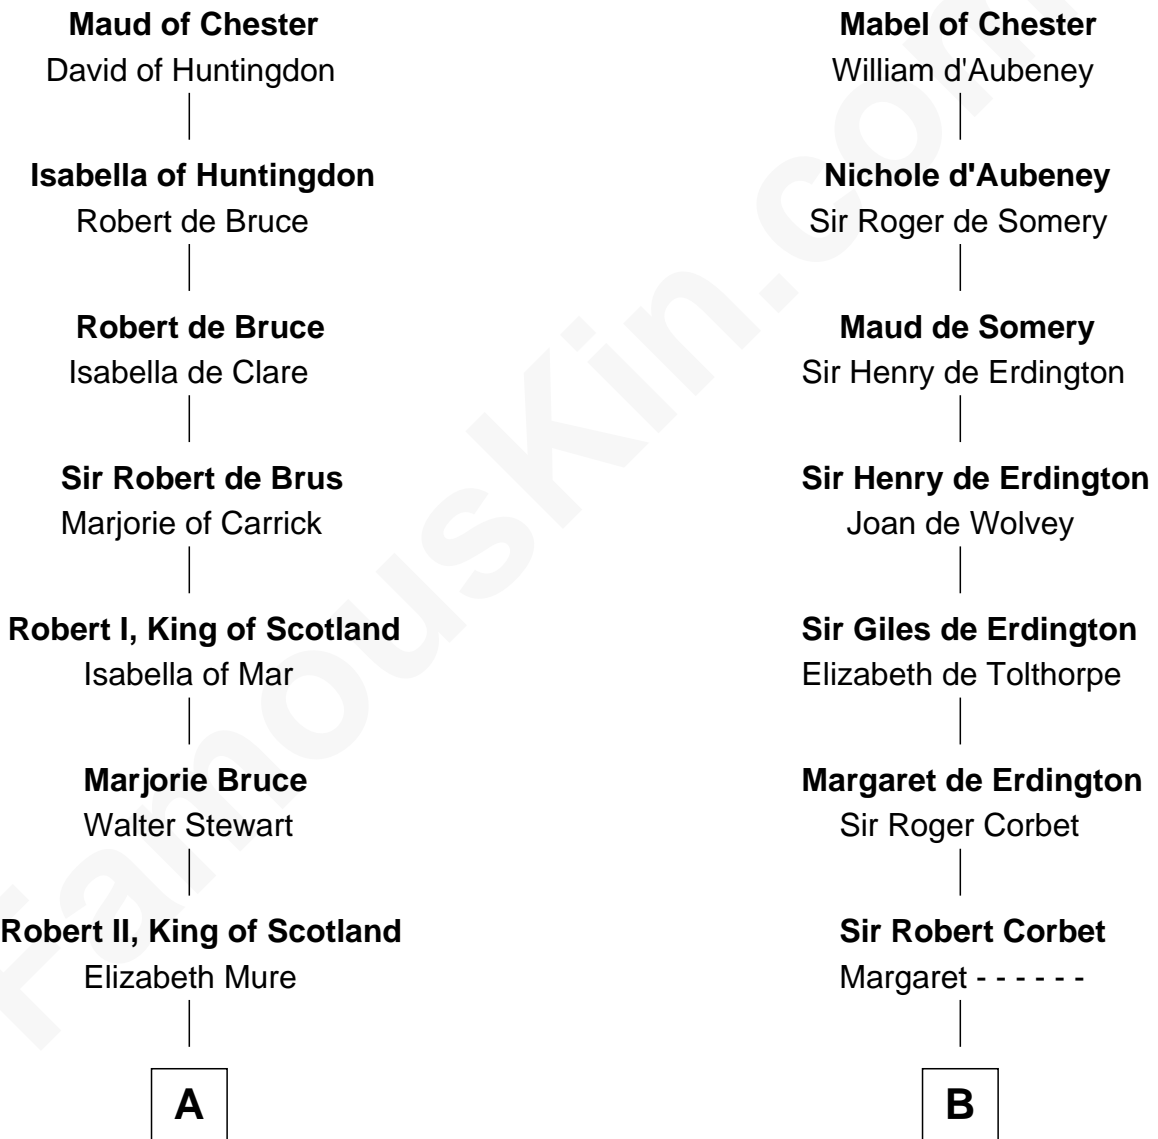 Maud of Chester
David of Huntingdon
Isabella of Huntingdon
Robert de Bruce
Robert de Bruce
Isabella de Clare
Sir Robert de Brus
Marjorie of Carrick
Robert I, King of Scotland
Isabella of Mar
Marjorie Bruce
Walter Stewart
Robert II, King of Scotland
Elizabeth Mure
A
Mabel of Chester
William d'Aubeney
Nichole d'Aubeney
Sir Roger de Somery
Maud de Somery
Sir Henry de Erdington
Sir Henry de Erdington
Joan de Wolvey
Sir Giles de Erdington
Elizabeth de Tolthorpe
Margaret de Erdington
Sir Roger Corbet
Sir Robert Corbet
Margaret - - - - - -
B
FamousKin.com